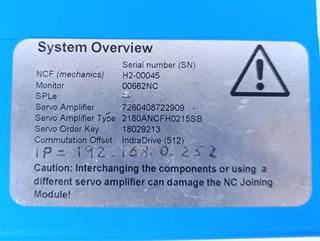 System Overview
Serial number (SN)
NCF (mechanics) H2-00045
Monitor 00662NC
SPLe -
Servo Amplifier 7260408722909
Servo Amplifier Type 2180ANCFH0215SB
Servo Order Key 18029213
Commutation Offset IndraDrive (512)
IP = 192.168.0.252
Caution: Interchanging the components or using a
different servo amplifier can damage the NC Joining
Module!